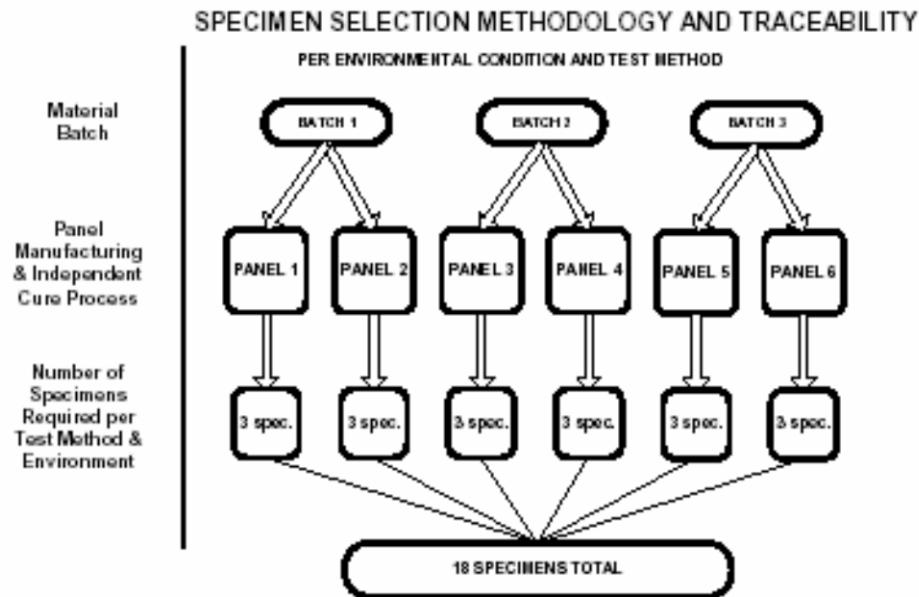 SPECIMEN SELECTION METHODOLOGY AND TRACEABILITY
PER ENVIRONMENTAL CONDITION AND TEST METHOD
Material
Batch
BATCH 1
BATCH 2
BATCH 3
Panel
Manufacturing
& Independent
Cure Process
PANEL 1
PANEL 2
PANEL 3
PANEL 4
PANEL 5
PANEL 6
Number of
Specimens
Required per
Test Method &
Environment
3 spec.
3 spec.
3 spec.
3 spec.
3 spec.
3 spec.
18 SPECIMENS TOTAL